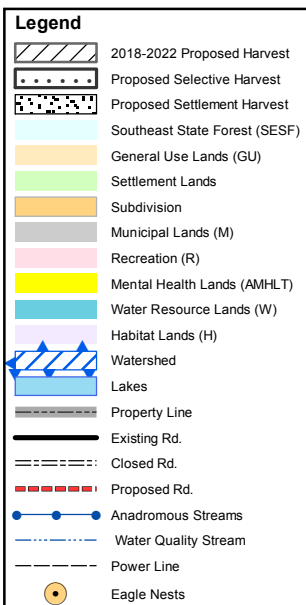 Legend
2018-2022 Proposed Harvest
Proposed Selective Harvest
Proposed Settlement Harvest
Southeast State Forest (SESF)
General Use Lands (GU)
Settlement Lands
Subdivision
Municipal Lands (M)
Recreation (R)
Mental Health Lands (AMHLT)
Water Resource Lands (W)
Habitat Lands (H)
Watershed
Lakes
Property Line
Existing Rd.
Closed Rd.
Proposed Rd.
Anadromous Streams
Water Quality Stream
Power Line
Eagle Nests